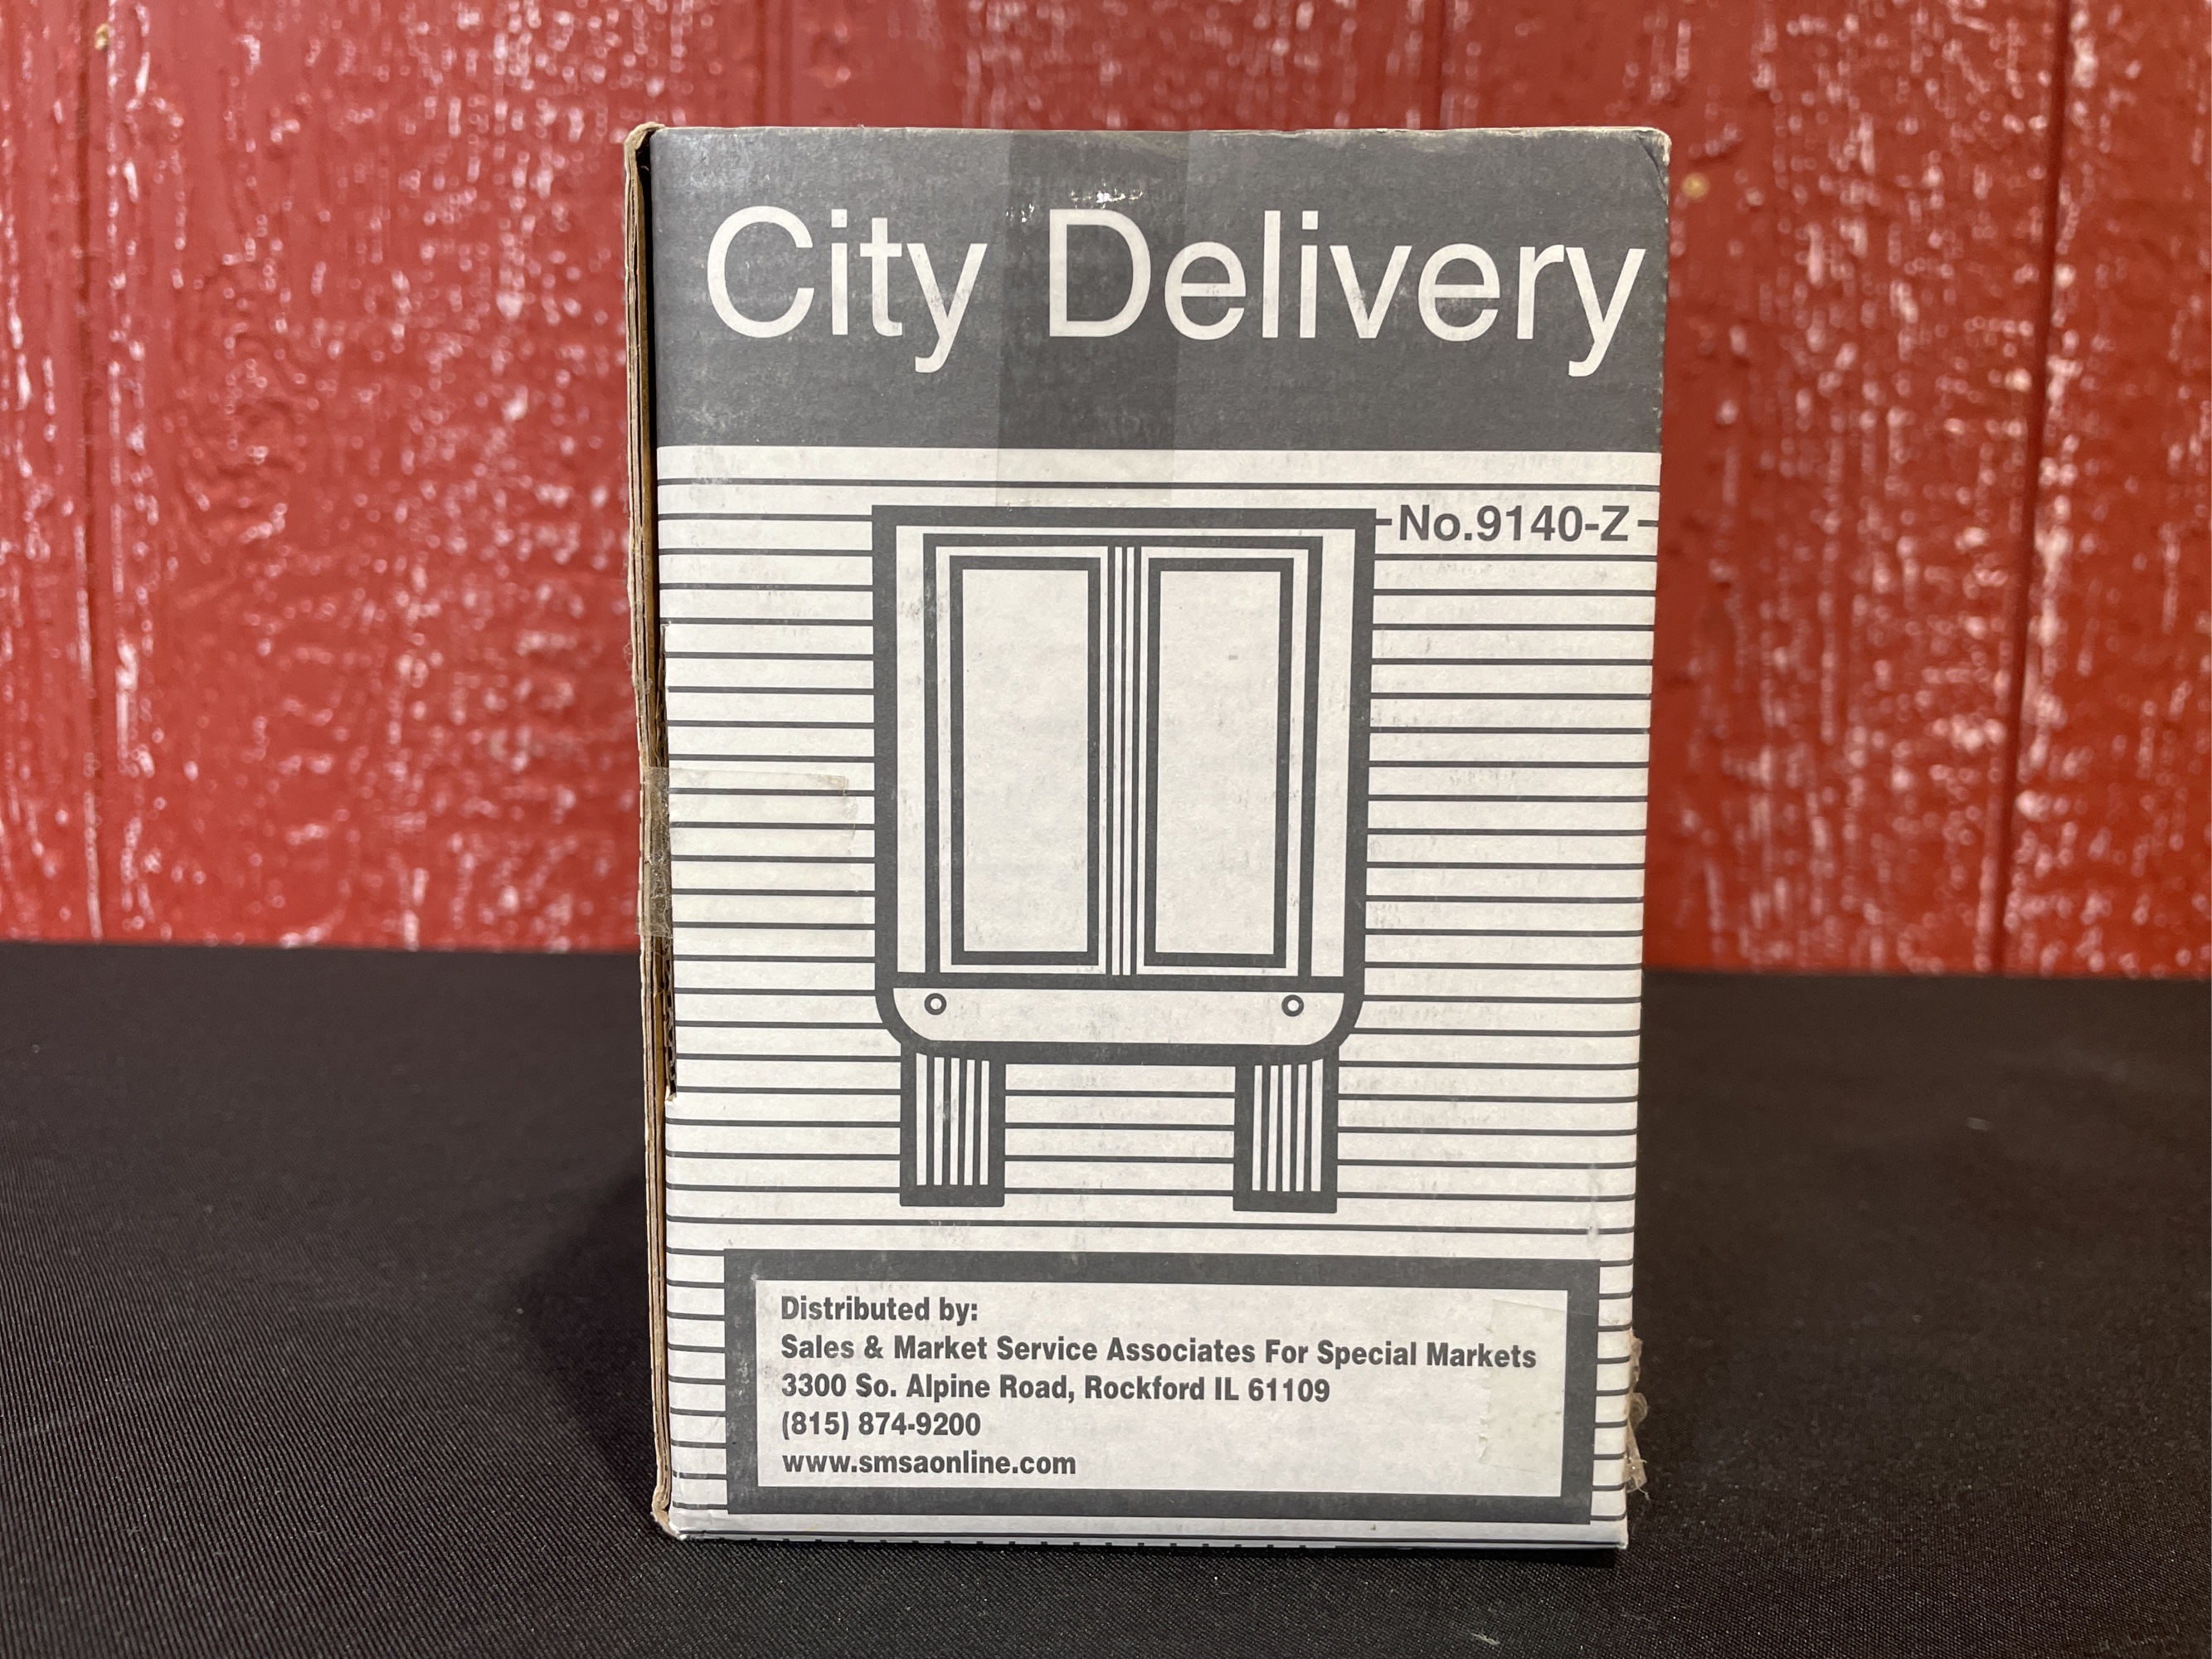 City Delivery
No.9140-Z
Distributed by:
Sales & Market Service Associates For Special Markets
3300 So. Alpine Road, Rockford IL 61109
(815) 874-9200
www.smsaonline.com